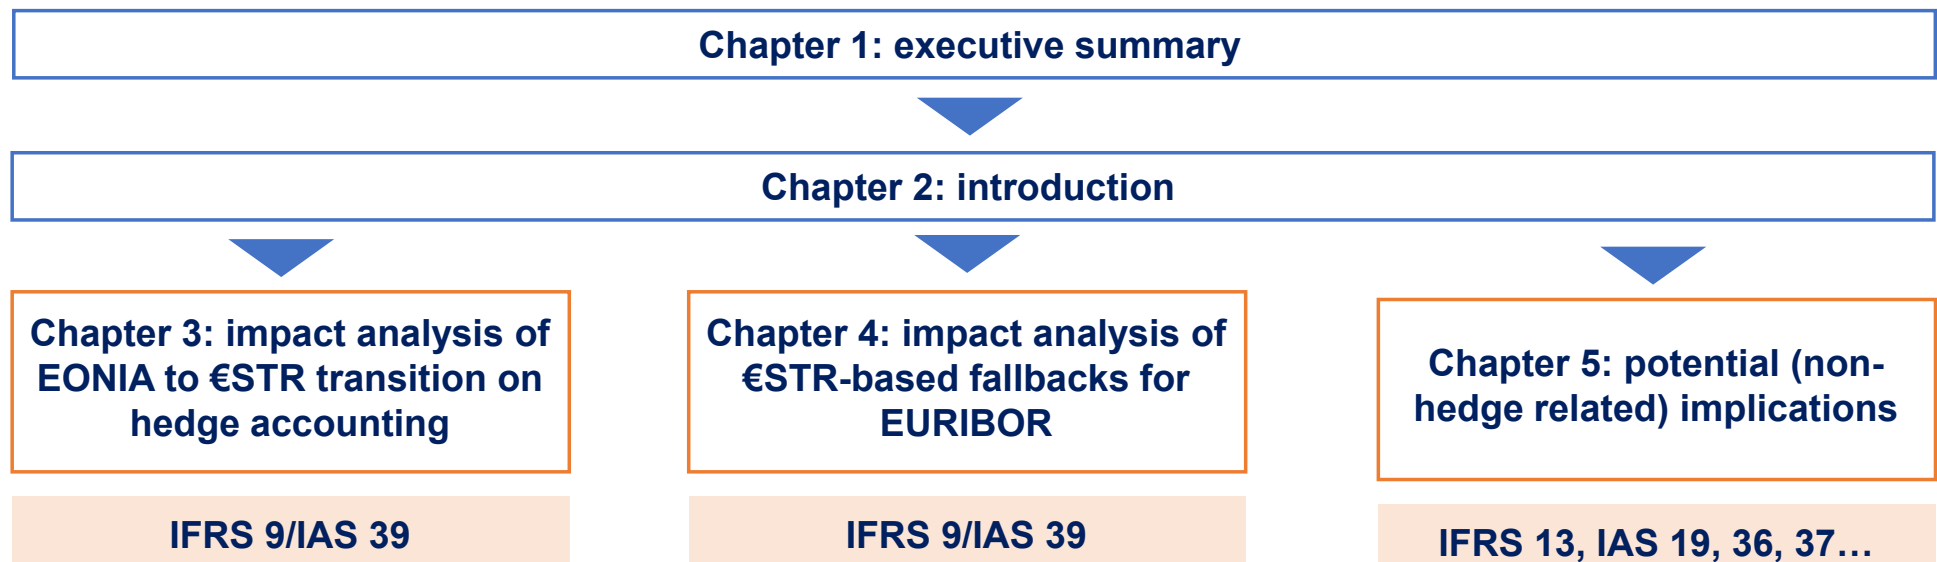 Chapter 1: executive summary
Chapter 2: introduction
Chapter 3: impact analysis of
EONIA to €STR transition on
hedge accounting
IFRS 9/IAS 39
Chapter 4: impact analysis of
€STR-based fallbacks for
EURIBOR
IFRS 9/IAS 39
Chapter 5: potential (non-
hedge related) implications
IFRS 13, IAS 19, 36, 37…